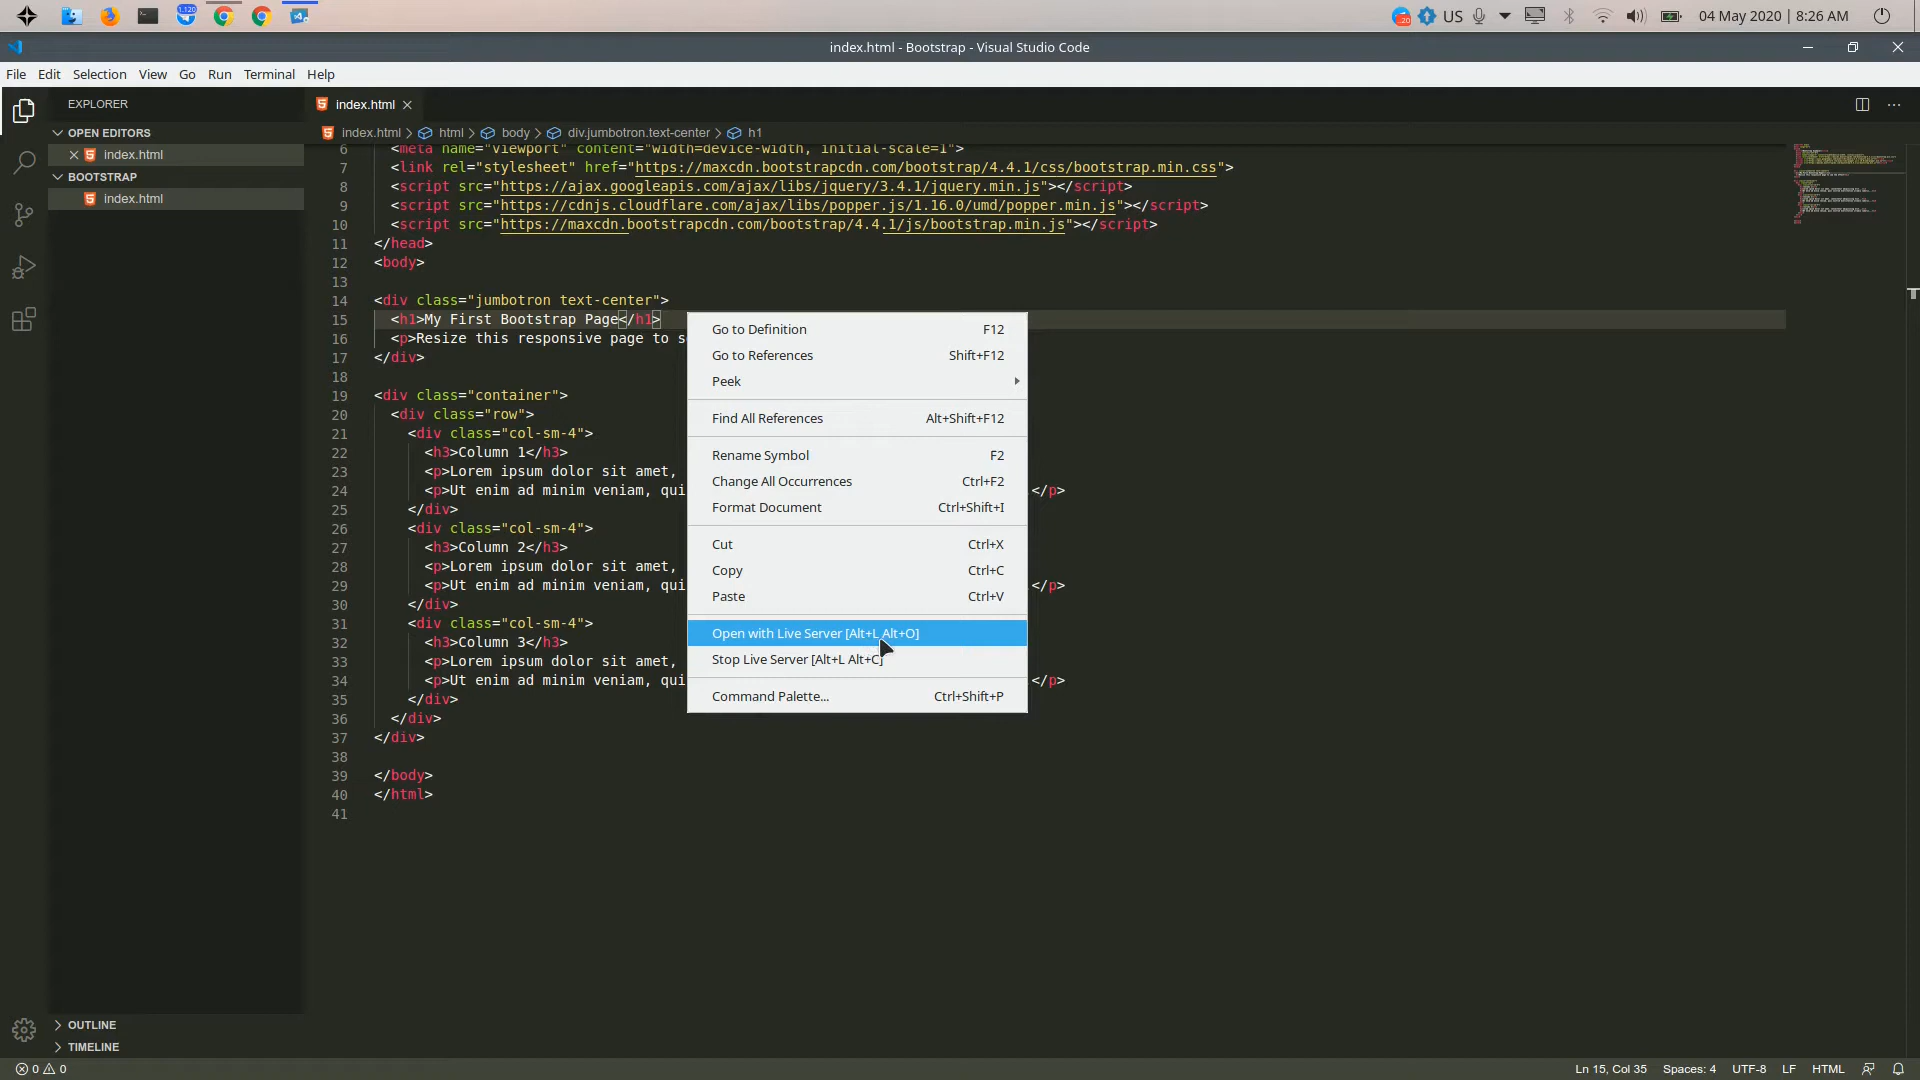 1.120
20
US
04 May 2020 | 8:26 AM
index.html - Bootstrap - Visual Studio Code
File Edit Selection View Go Run Terminal Help
EXPLORER
index.html
OPEN EDITORS
index.html
BOOTSTRAP
index.html
index.html > html > body > div.jumbotron.text-center > h1
6 <meta name="viewport" content="width=device-width, initial-scale=1">
7 <link rel="stylesheet" href="https://maxcdn.bootstrapcdn.com/bootstrap/4.4.1/css/bootstrap.min.css">
8 <script src="https://ajax.googleapis.com/ajax/libs/jquery/3.4.1/jquery.min.js"></script>
9 <script src="https://cdnjs.cloudflare.com/ajax/libs/popper.js/1.16.0/umd/popper.min.js"></script>
10 <script src="https://maxcdn.bootstrapcdn.com/bootstrap/4.4.1/js/bootstrap.min.js"></script>
11 </head>
12 <body>
13
14 <div class="jumbotron text-center">
15 <h1>My First Bootstrap Page</h1>
16 <p>Resize this responsive page to s
17 </div>
18
19 <div class="container">
20 <div class="row">
21 <div class="col-sm-4">
22 <h3>Column 1</h3>
23 <p>Lorem ipsum dolor sit amet,
24 <p>Ut enim ad minim veniam, qui </p>
25 </div>
26 <div class="col-sm-4">
27 <h3>Column 2</h3>
28 <p>Lorem ipsum dolor sit amet,
29 <p>Ut enim ad minim veniam, qui </p>
30 </div>
31 <div class="col-sm-4">
32 <h3>Column 3</h3>
33 <p>Lorem ipsum dolor sit amet,
34 <p>Ut enim ad minim veniam, qui </p>
35 </div>
36 </div>
37 </div>
38
39 </body>
40 </html>
41
Go to Definition F12
Go to References Shift+F12
Peek
Find All References Alt+Shift+F12
Rename Symbol F2
Change All Occurrences Ctrl+F2
Format Document Ctrl+Shift+I
Cut Ctrl+X
Copy Ctrl+C
Paste Ctrl+V
Open with Live Server [Alt+L Alt+O]
Stop Live Server [Alt+L Alt+C]
Command Palette... Ctrl+Shift+P
OUTLINE
TIMELINE
0 0
Ln 15, Col 35 Spaces: 4 UTF-8 LF HTML